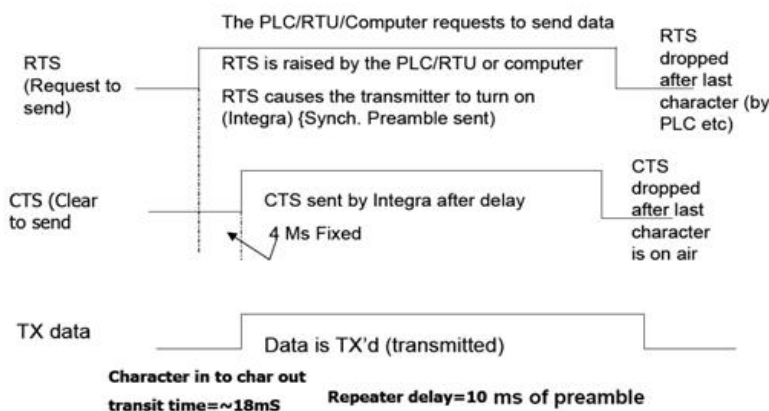 The PLC/RTU/Computer requests to send data
RTS
(Request to
send)
RTS is raised by the PLC/RTU or computer
RTS causes the transmitter to turn on
(Integra) {Synch. Preamble sent)
RTS
dropped
after last
character (by
PLC etc)
CTS (Clear
to send
CTS sent by Integra after delay
4 Ms Fixed
CTS
dropped
after last
character
is on air
TX data
Data is TX'd (transmitted)
Character in to char out
transit time=~18mS
Repeater delay=10 ms of preamble